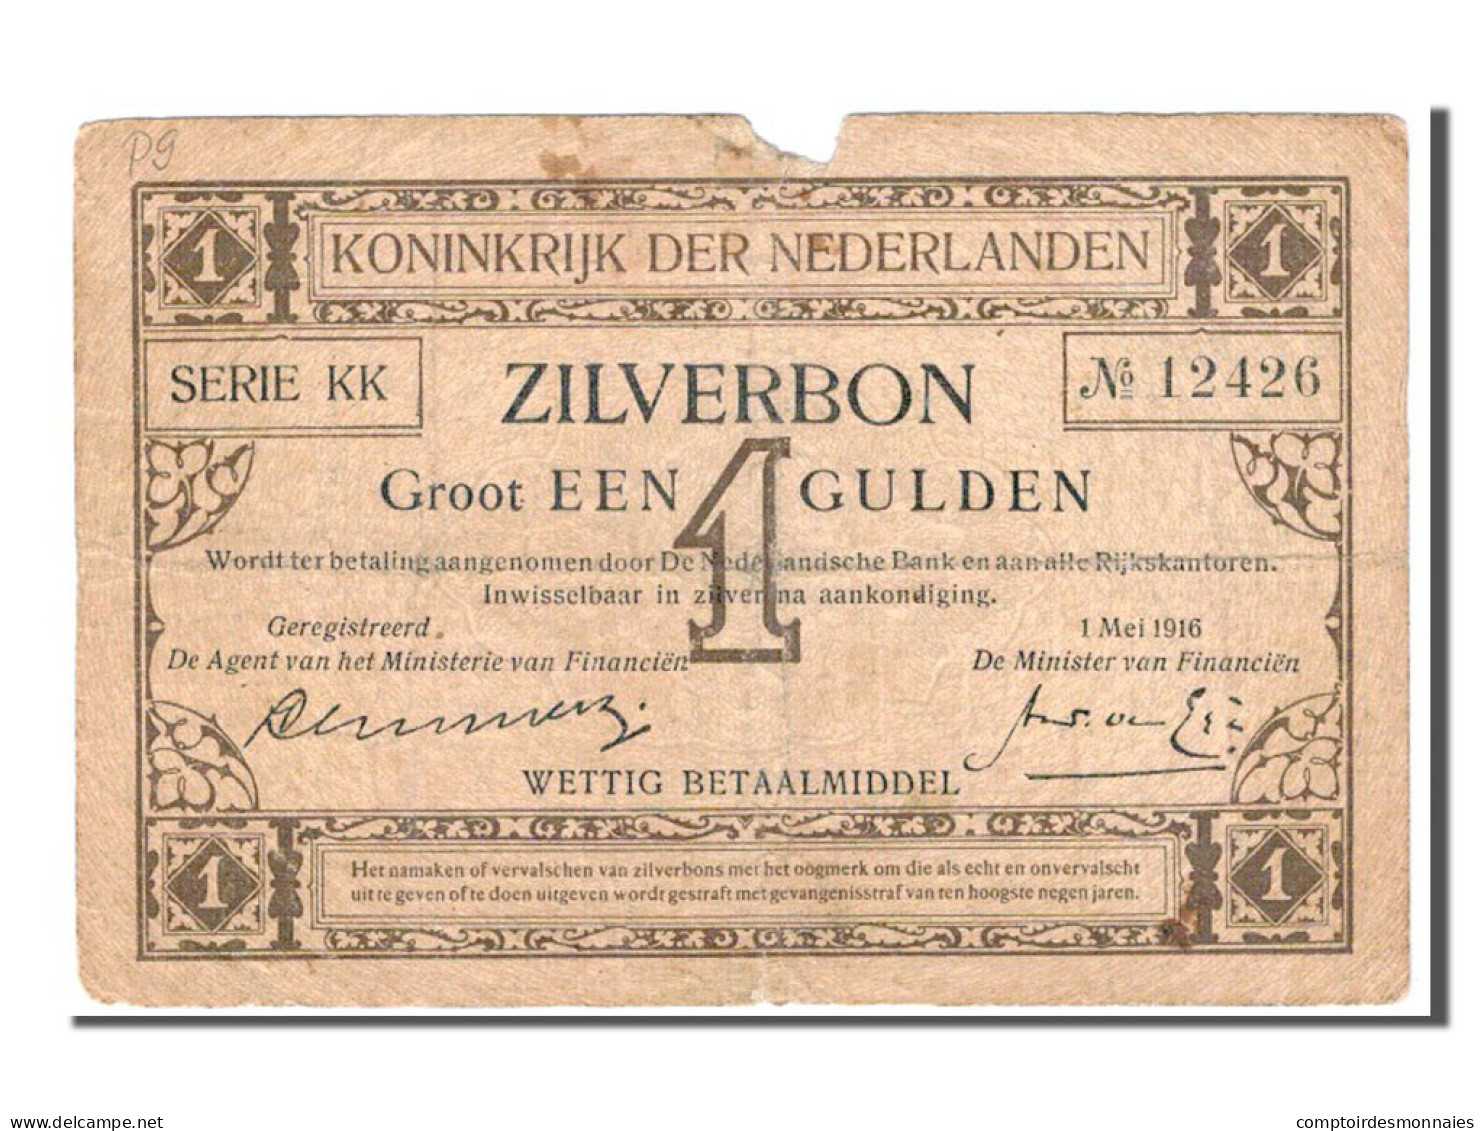 P9
1 KONINKRIJK DER NEDERLANDEN 1
SERIE KK
ZILVERBON
No 12426
Groot EEN 1 GULDEN
Wordt ter betaling aangenomen door De Nederlandsche Bank en aan alle Rijkskantoren.
Inwisselbaar in zilver na aankondiging.
Geregistreerd
De Agent van het Ministerie van Financiën
1 Mei 1916
De Minister van Financiën
WETTIG BETAALMIDDEL
1
Het namaken of vervalschen van zilverbons met het oogmerk om die als echt en onvervalscht
uit te geven of te doen uitgeven wordt gestraft met gevangenisstraf van ten hoogste negen jaren.
1
delcampe.net
comptoirdesmonnaies